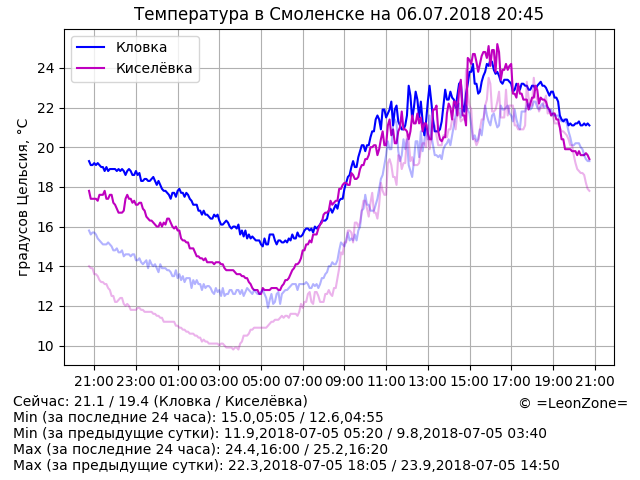 Температура в Смоленске на 06.07.2018 20:45
Кловка
Киселёвка
градусов Цельсия, °C
24
22
20
18
16
14
12
10
21:00 23:00 01:00 03:00 05:00 07:00 09:00 11:00 13:00 15:00 17:00 19:00 21:00
Сейчас: 21.1 / 19.4 (Кловка / Киселёвка)
© =LeonZone=
Min (за последние 24 часа): 15.0,05:05 / 12.6,04:55
Min (за предыдущие сутки): 11.9,2018-07-05 05:20 / 9.8,2018-07-05 03:40
Max (за последние 24 часа): 24.4,16:00 / 25.2,16:20
Max (за предыдущие сутки): 22.3,2018-07-05 18:05 / 23.9,2018-07-05 14:50